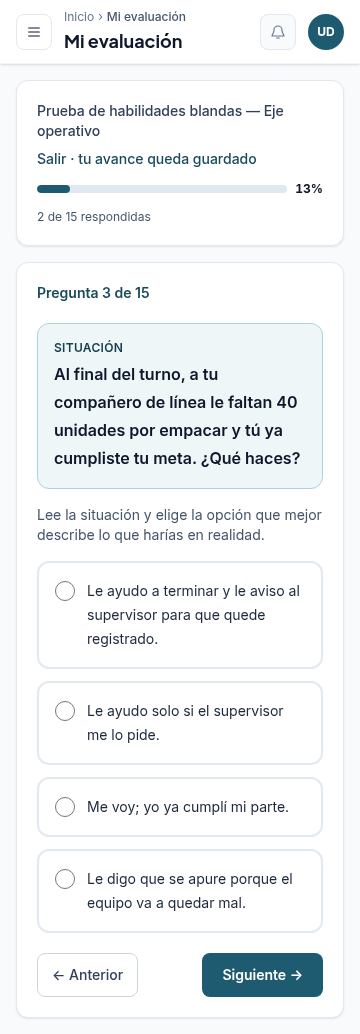 Inicio › Mi evaluación
Mi evaluación
UD
Prueba de habilidades blandas — Eje
operativo
Salir · tu avance queda guardado
13%
2 de 15 respondidas
Pregunta 3 de 15
SITUACIÓN
Al final del turno, a tu
compañero de línea le faltan 40
unidades por empacar y tú ya
cumpliste tu meta. ¿Qué haces?
Lee la situación y elige la opción que mejor
describe lo que harías en realidad.
Le ayudo a terminar y le aviso al
supervisor para que quede
registrado.
Le ayudo solo si el supervisor
me lo pide.
Me voy; yo ya cumplí mi parte.
Le digo que se apure porque el
equipo va a quedar mal.
← Anterior
Siguiente →